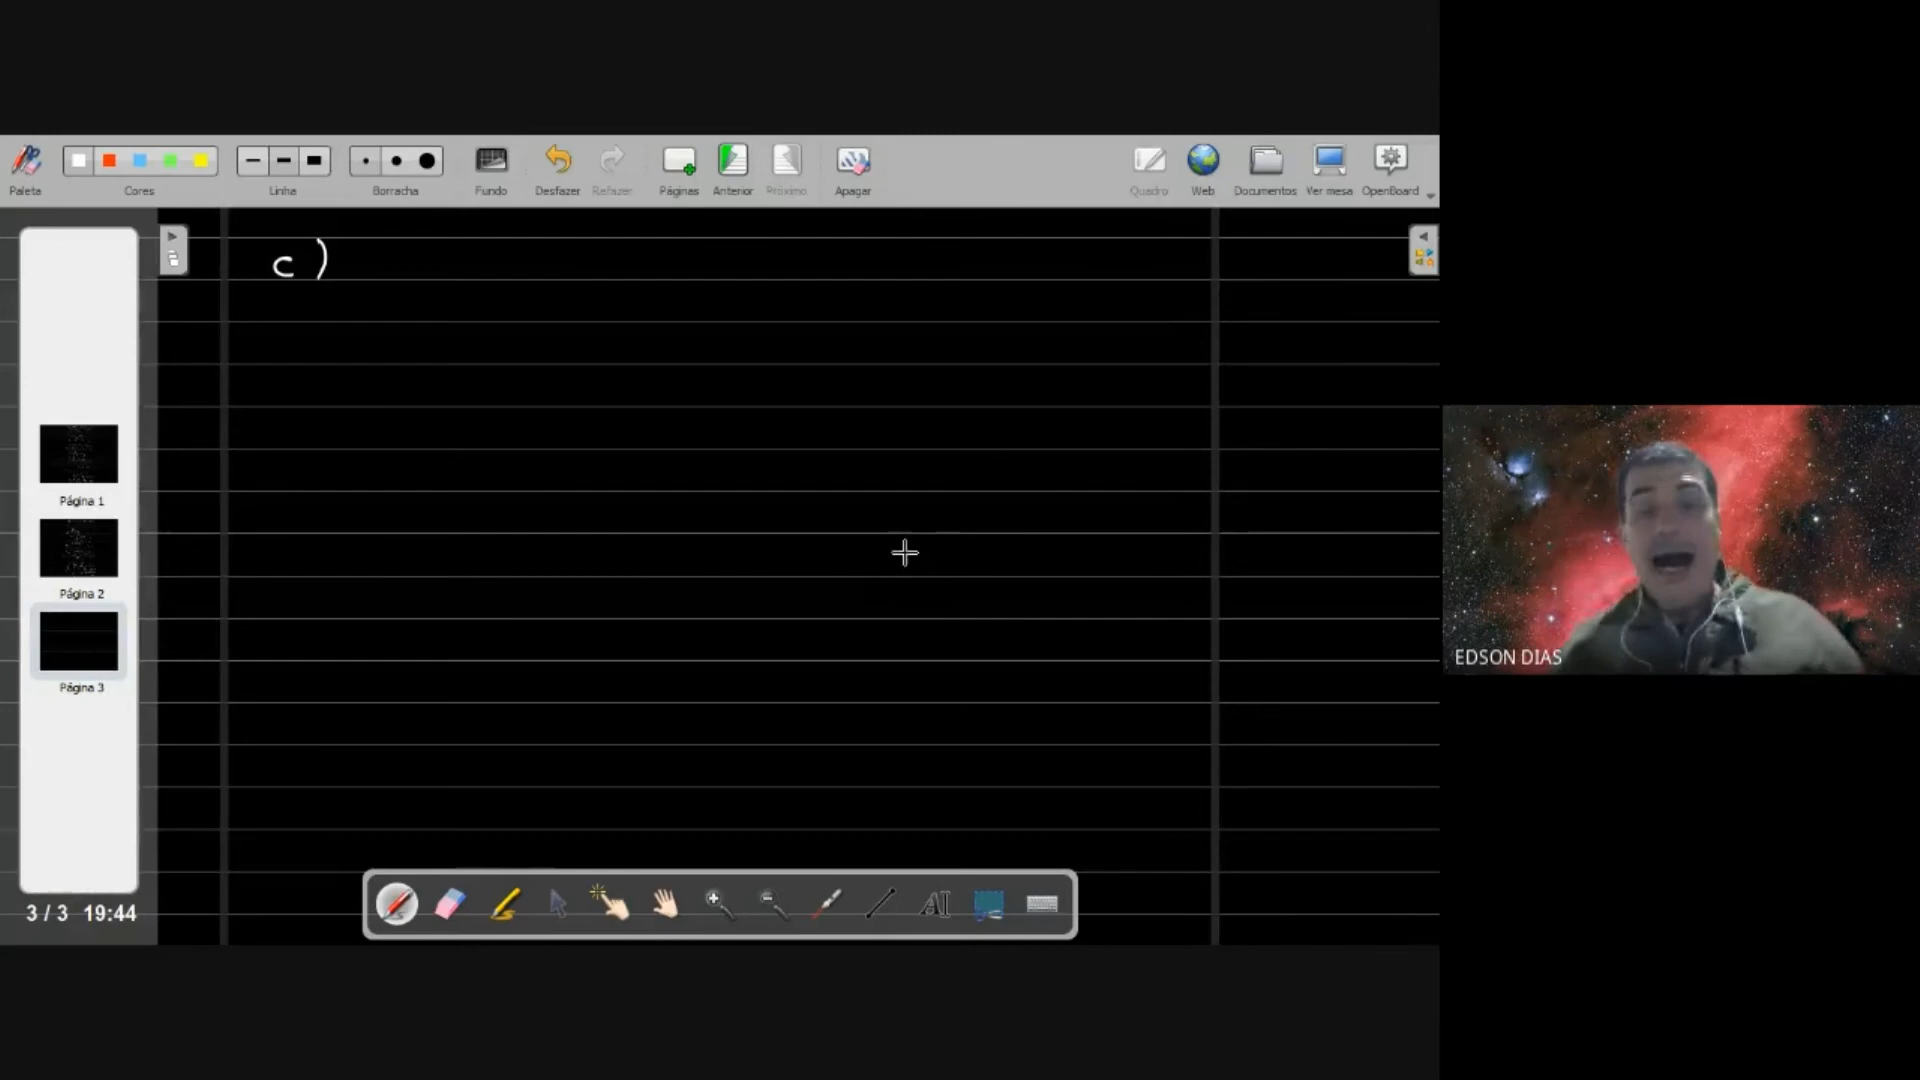 Paleta Cores Linha Borracha Fundo Desfazer Refazer Páginas Anterior Próximo Apagar Quadro Web Documentos Ver mesa OpenBoard
c )
Página 1
Página 2
Página 3
EDSON DIAS
AI
3 / 3 19:44